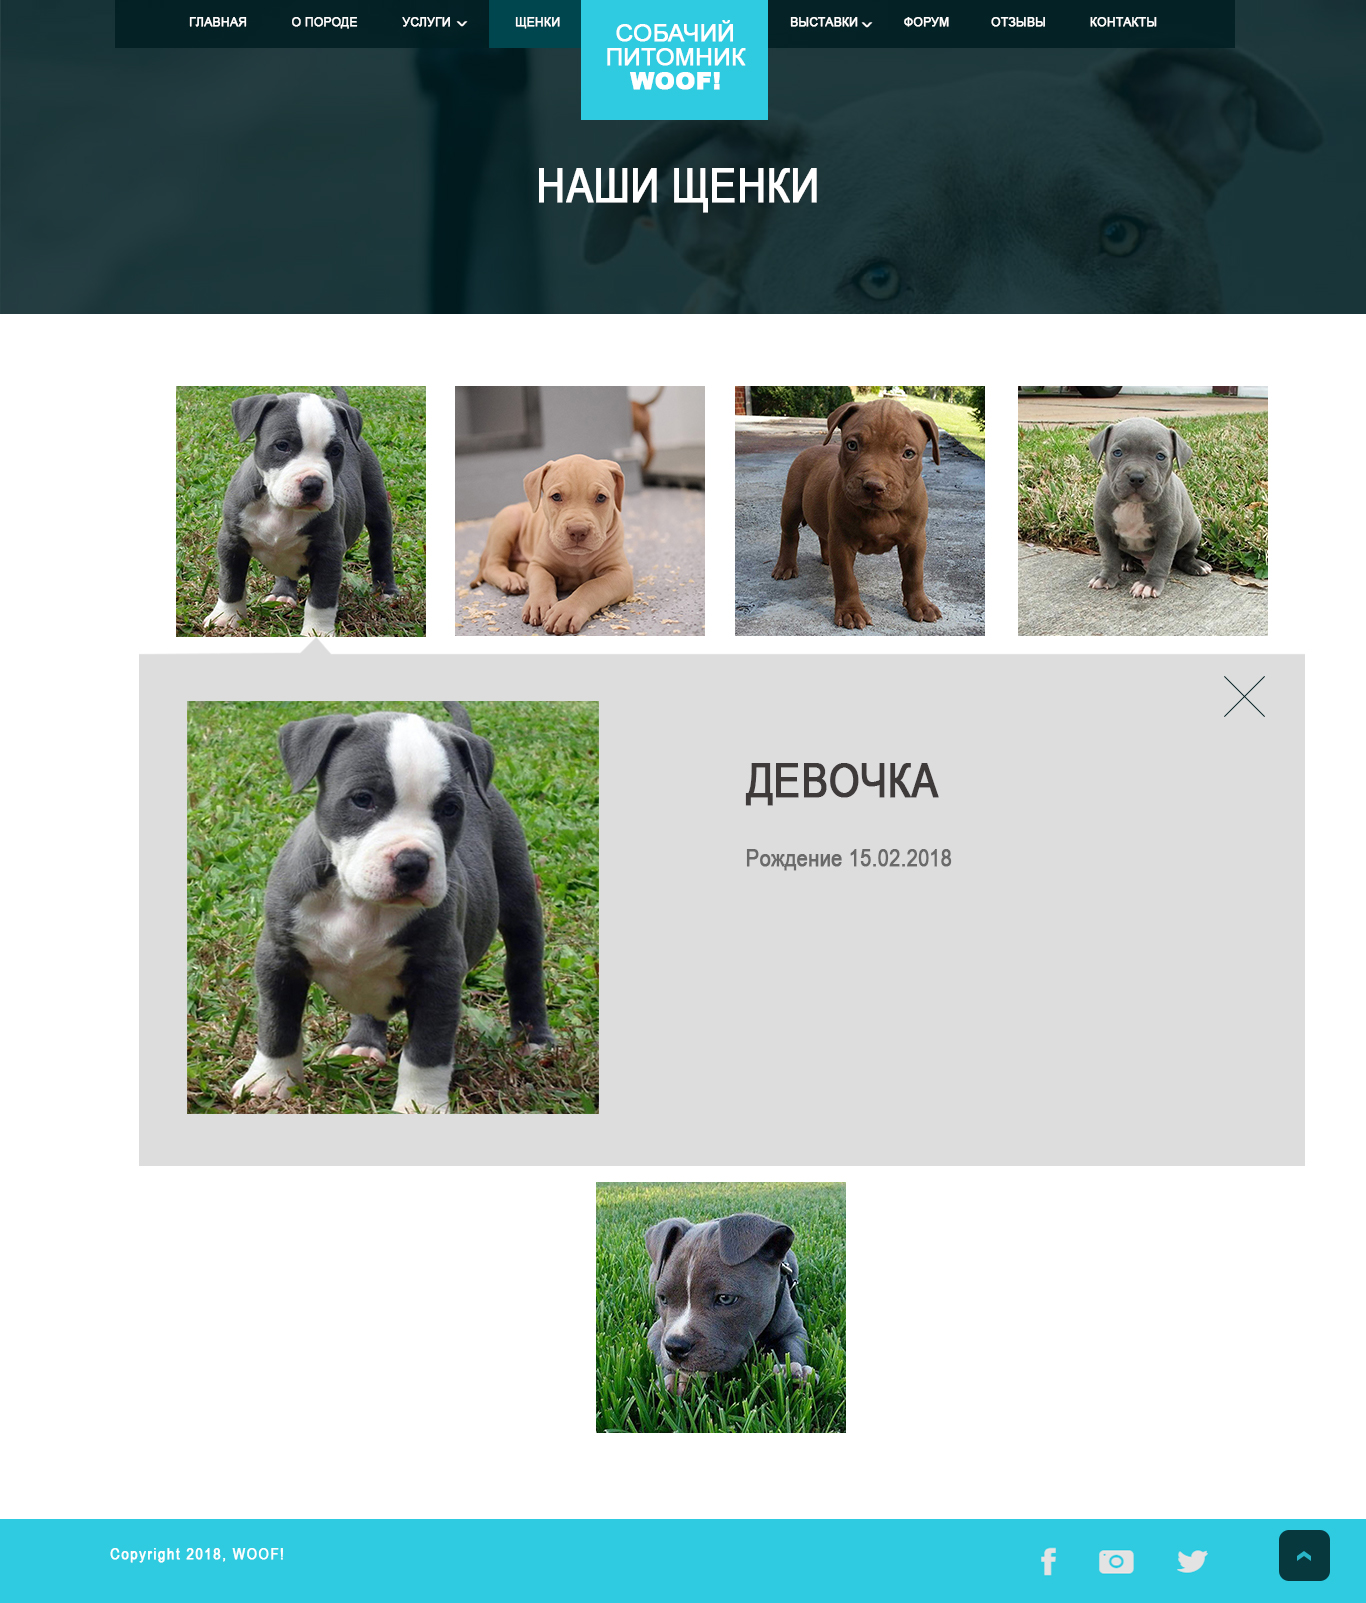 ГЛАВНАЯ
О ПОРОДЕ
УСЛУГИ
ЩЕНКИ
СОБАЧИЙ
ПИТОМНИК
WOOF!
ВЫСТАВКИ
ФОРУМ
ОТЗЫВЫ
КОНТАКТЫ
НАШИ ЩЕНКИ
ДЕВОЧКА
Рождение 15.02.2018
Copyright 2018, WOOF!